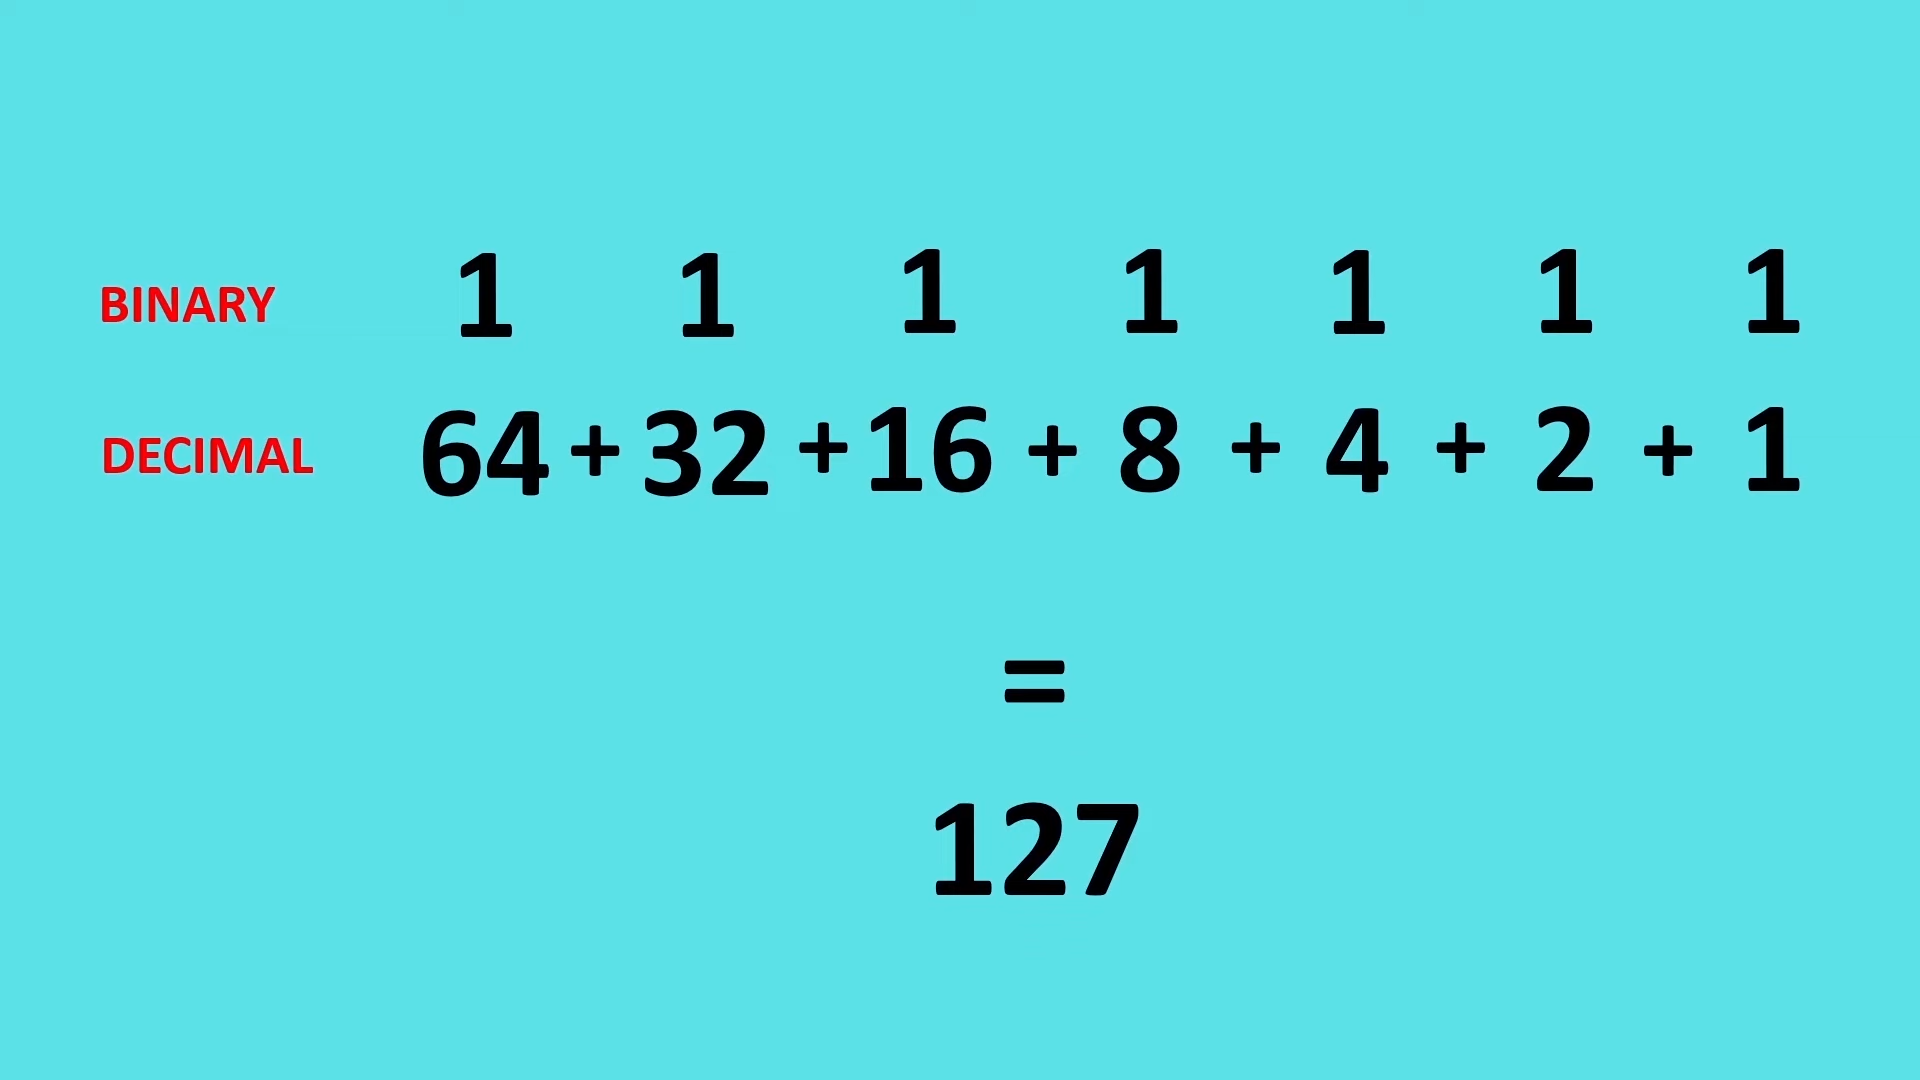 BINARY 1 1 1 1 1 1 1
DECIMAL 64 + 32 + 16 + 8 + 4 + 2 + 1
=
127